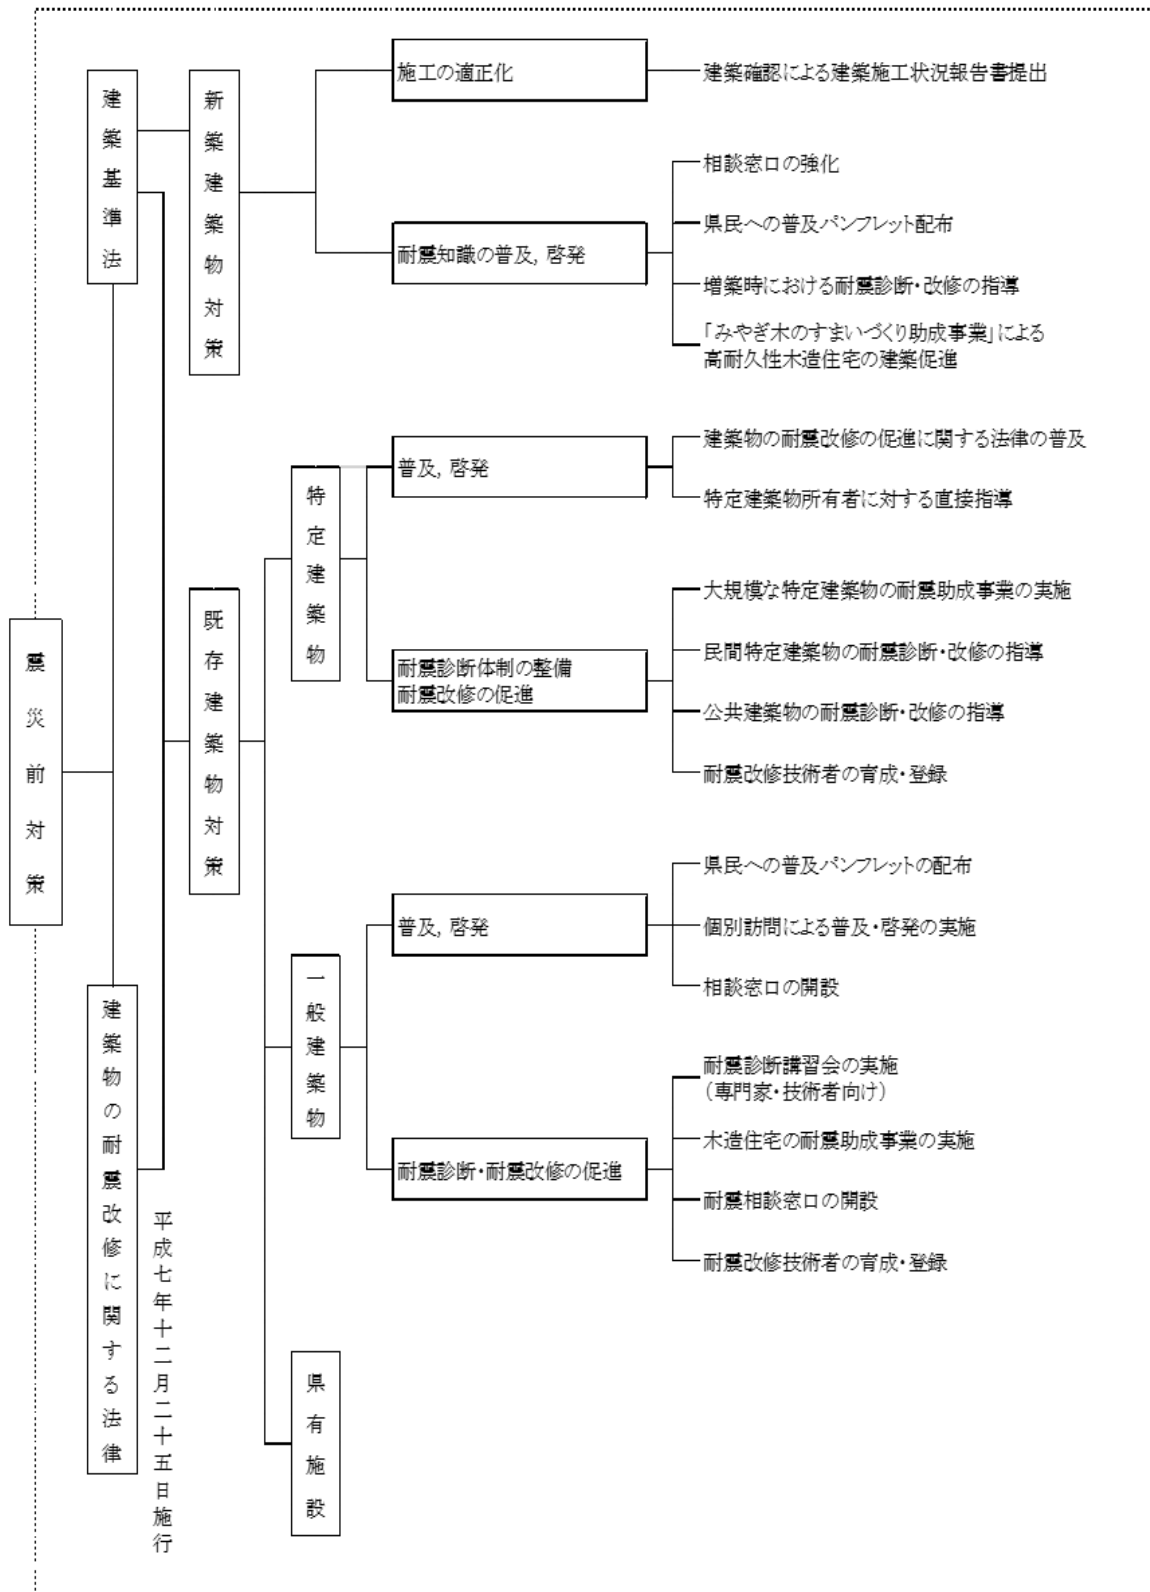 震災前対策
建築基準法
建築物の耐震改修に関する法律
平成七年十二月二十五日施行
新築建築物対策
施工の適正化
建築確認による建築施工状況報告書提出
耐震知識の普及, 啓発
相談窓口の強化
県民への普及パンフレット配布
増築時における耐震診断・改修の指導
「みやぎ木のすまいづくり助成事業」による
高耐久性木造住宅の建築促進
既存建築物対策
特定建築物
普及, 啓発
建築物の耐震改修の促進に関する法律の普及
特定建築物所有者に対する直接指導
耐震診断体制の整備
耐震改修の促進
大規模な特定建築物の耐震助成事業の実施
民間特定建築物の耐震診断・改修の指導
公共建築物の耐震診断・改修の指導
耐震改修技術者の育成・登録
一般建築物
普及, 啓発
県民への普及パンフレットの配布
個別訪問による普及・啓発の実施
相談窓口の開設
耐震診断・耐震改修の促進
耐震診断講習会の実施
(専門家・技術者向け)
木造住宅の耐震助成事業の実施
耐震相談窓口の開設
耐震改修技術者の育成・登録
県有施設